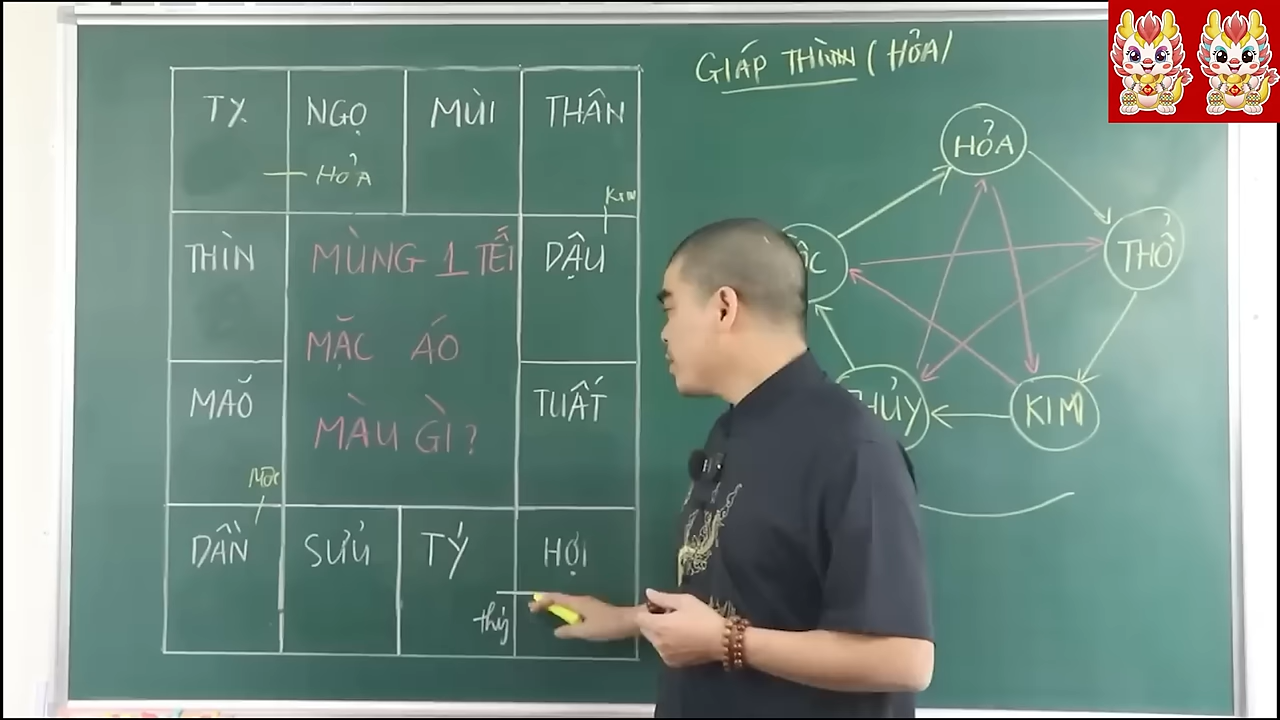 GIÁP THÌN (HỎA)
TỴ NGỌ MÙI THÂN
HỎA
Kim
THÌN
DẬU
MÙNG 1 TẾT
MẶC ÁO
MÀU GÌ?
MÃO
TUẤT
Mộc
DẦN SỬU TÝ HỢI
thủy
HỎA
THỔ
KIM